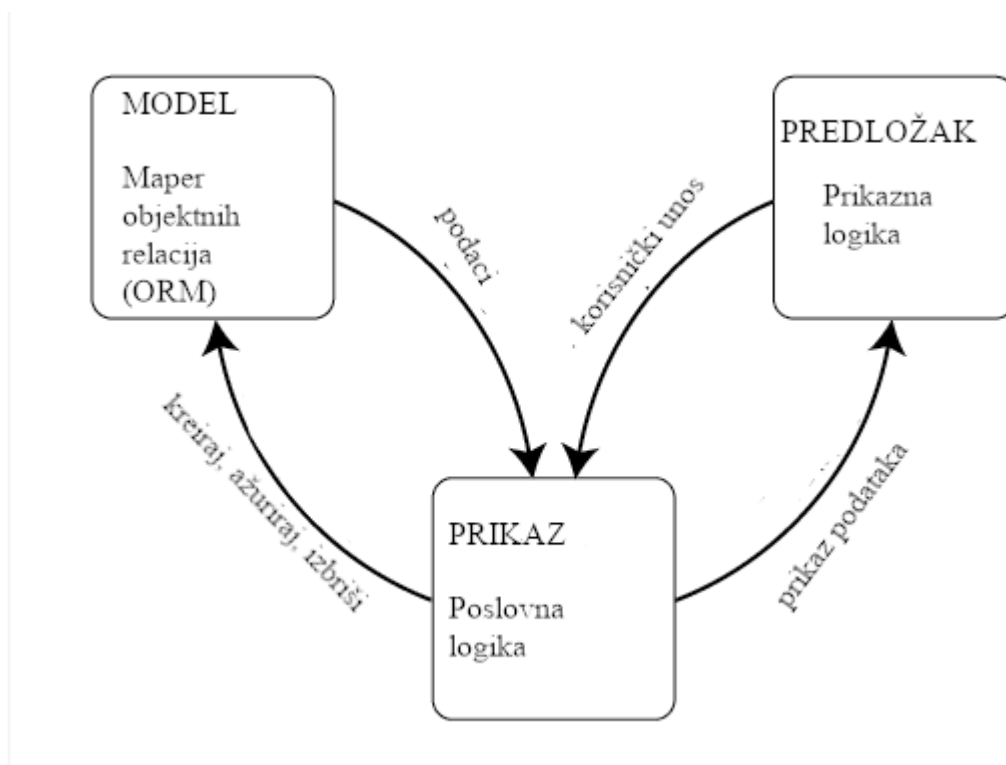 MODEL
Maper
objektnih
relacija
(ORM)
PREDLOŽAK
Prikazna
logika
podaci
korisnički unos
kreiraj, ažuriraj, izbriši
prikaz podataka
PRIKAZ
Poslovna
logika